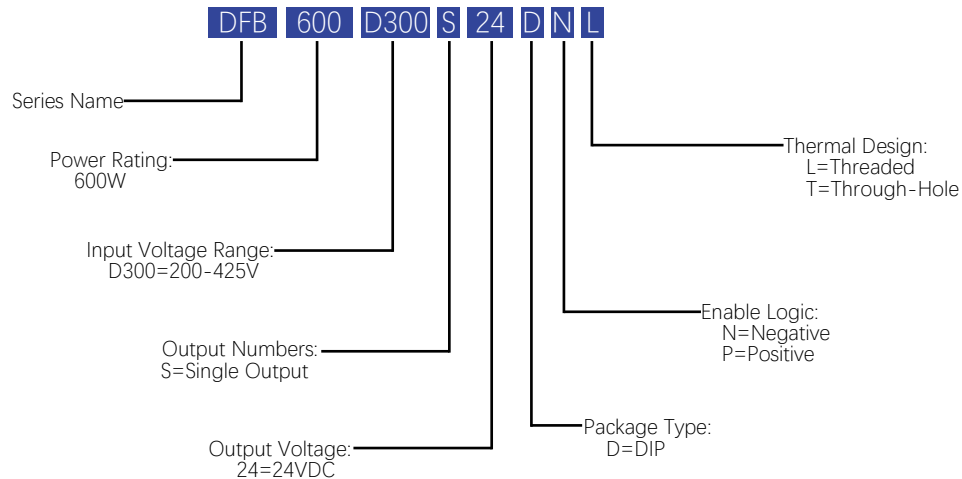 DFB 600 D300 S 24 D N L
Series Name
Power Rating:
600W
Input Voltage Range:
D300=200-425V
Output Numbers:
S=Single Output
Output Voltage:
24=24VDC
Thermal Design:
L=Threaded
T=Through-Hole
Enable Logic:
N=Negative
P=Positive
Package Type:
D=DIP